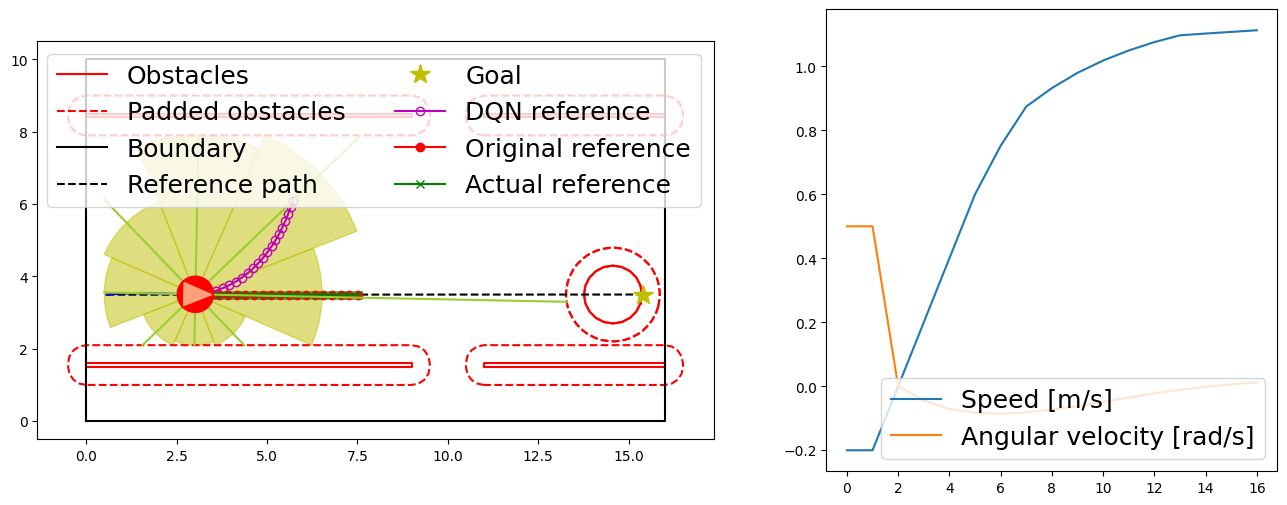 10
8
6
4
2
0
0.0 2.5 5.0 7.5 10.0 12.5 15.0
Obstacles
Padded obstacles
Boundary
Reference path
Goal
DQN reference
Original reference
Actual reference
1.0
0.8
0.6
0.4
0.2
0.0
−0.2
0 2 4 6 8 10 12 14 16
Speed [m/s]
Angular velocity [rad/s]